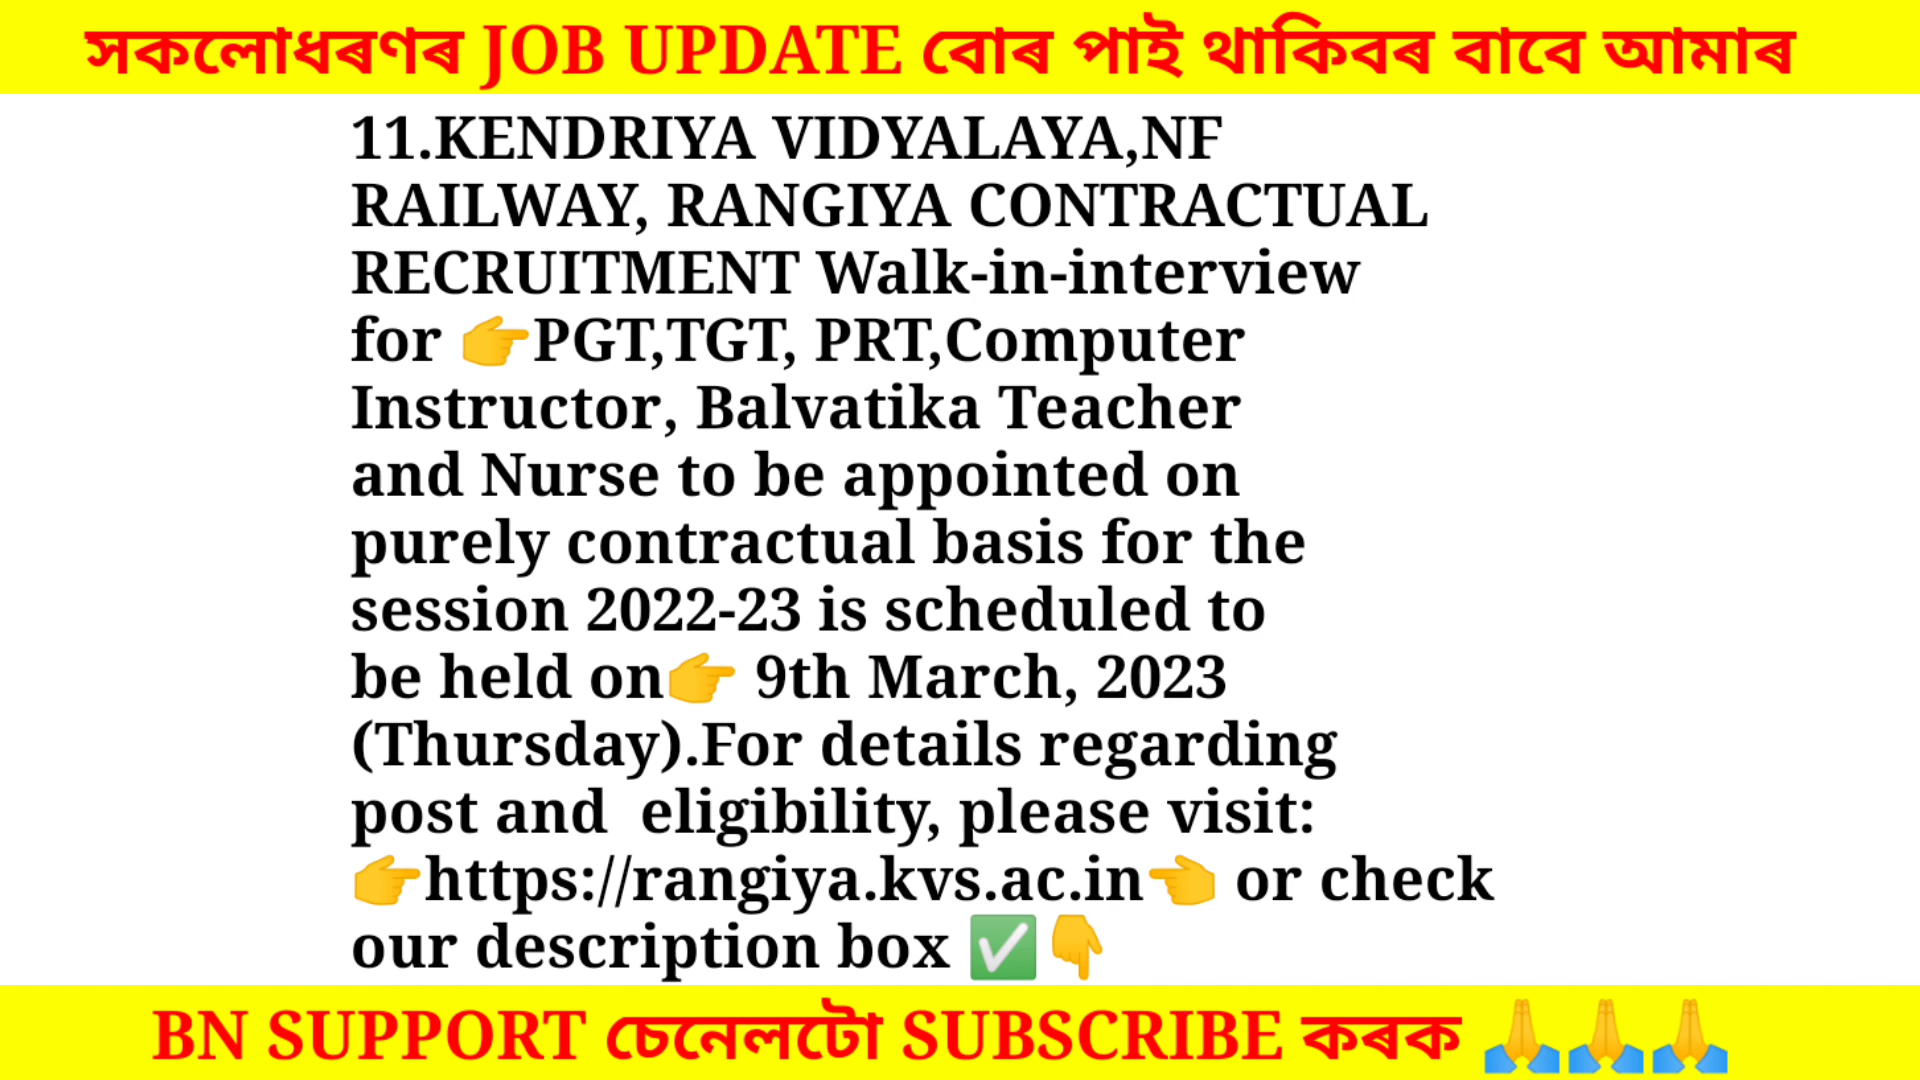 সকলোধৰণৰ JOB UPDATE বোৰ পাই থাকিবৰ বাবে আমাৰ
11.KENDRIYA VIDYALAYA,NF
RAILWAY, RANGIYA CONTRACTUAL
RECRUITMENT Walk-in-interview
for 👉PGT,TGT, PRT,Computer
Instructor, Balvatika Teacher
and Nurse to be appointed on
purely contractual basis for the
session 2022-23 is scheduled to
be held on👉 9th March, 2023
(Thursday).For details regarding
post and  eligibility, please visit:
👉https://rangiya.kvs.ac.in👈 or check
our description box ✅👇
BN SUPPORT চেনেলটো SUBSCRIBE কৰক 🙏🙏🙏